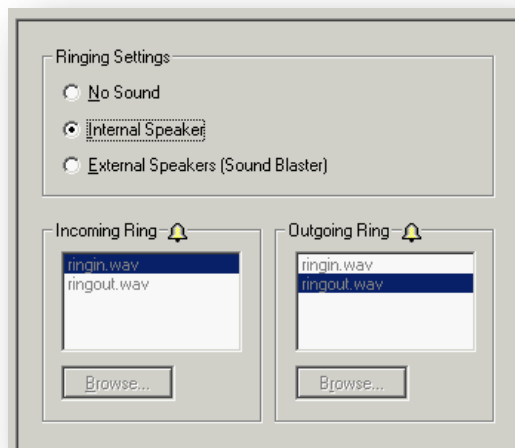 Ringing Settings
No Sound
Internal Speaker
External Speakers (Sound Blaster)
Incoming Ring
ringin.wav
ringout.wav
Browse...
Outgoing Ring
ringin.wav
ringout.wav
Browse...